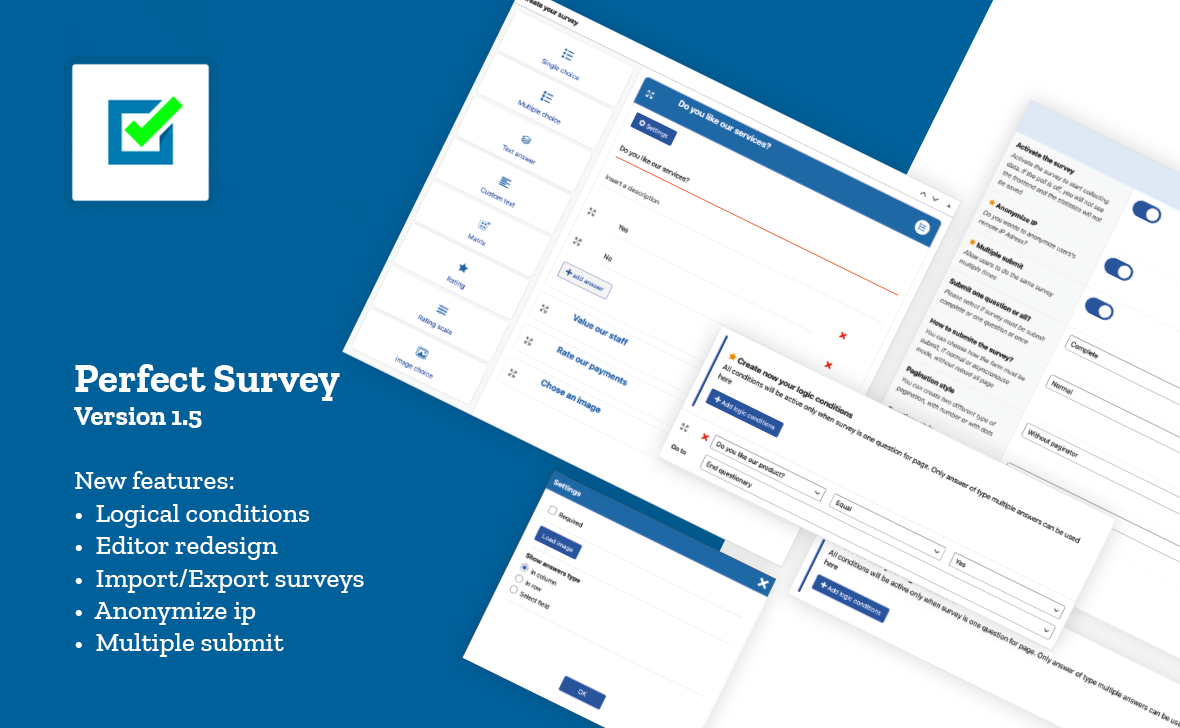 Perfect Survey
Version 1.5
New features:
• Logical conditions
• Editor redesign
• Import/Export surveys
• Anonymize ip
• Multiple submit
your survey
Single choice
Multiple choice
Text answer
Custom text
Matrix
Rating
Rating scale
Image choice
Do you like our services?
Settings
Do you like our services?
Insert a description
Yes
No
+ add answer
Value our staff
Rate our payments
Chose an image
Activate the survey
Activate the survey to start collecting
data. If the poll is off, you will not see
the frontend and the statistics will not
be saved
Anonymize IP
Do you wanto to anonymize users's
remote IP Adress?
Multiple submit
Allow users to do the same survey
multiple times
Submit one question or all?
Please select if survey must be submit
complete or one question at once
How to submite the survey?
You can choose how the form must be
submit, if normal or asyncronouse
mode, without reload all page
Pagination style
You can create two different type of
pagination, with number or with dots
Complete
Normal
Without paginator
Create now your logic conditions
All conditions will be active only when survey is one question for page. Only answer of type multiple answers can be used
here
+ Add logic conditions
Do you like our product?
Equal
Yes
Go to
End questionary
Settings
Required
Load image
Show answers type
In column
In row
Select field
OK
All conditions will be active only when survey is one question for page. Only answer of type multiple answers can be us
here
+ Add logic conditions